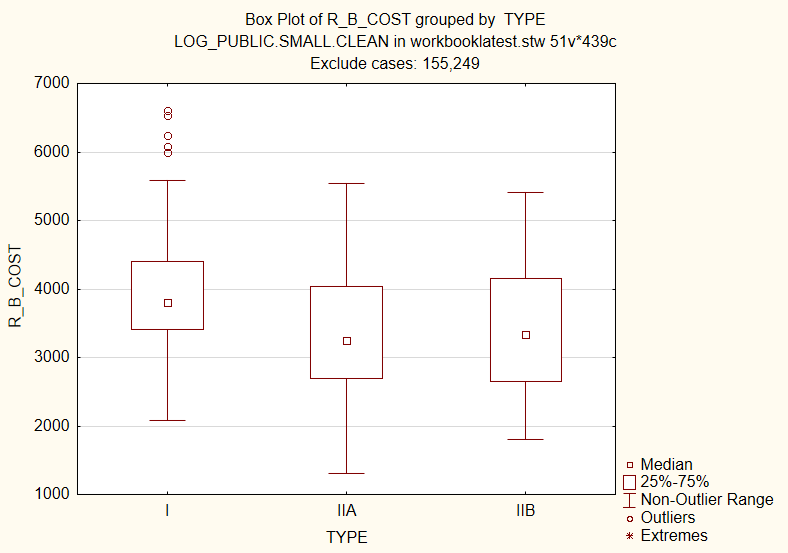 Box Plot of R_B_COST grouped by  TYPE
LOG_PUBLIC.SMALL.CLEAN in workbooklatest.stw 51v*439c
Exclude cases: 155,249
7000
6000
5000
4000
3000
2000
1000
R_B_COST
I IIA IIB
TYPE
Median
25%-75%
Non-Outlier Range
Outliers
Extremes